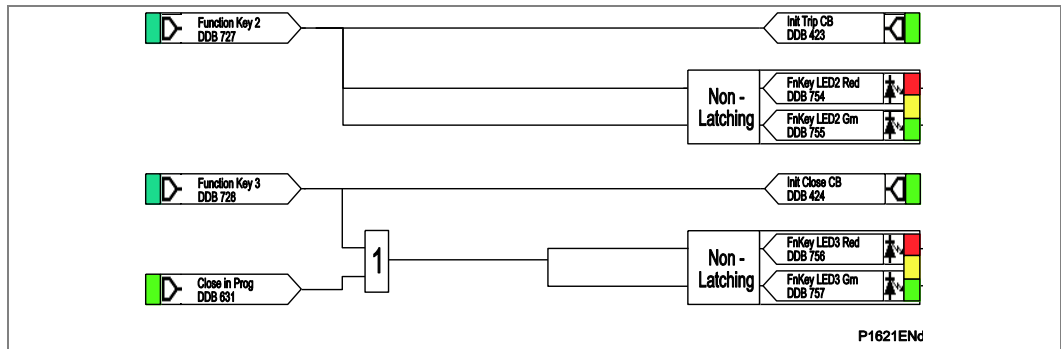 Function Key 2
DDB 727
Init Trip CB
DDB 423
Non -
Latching
FnKey LED2 Red
DDB 754
FnKey LED2 Grn
DDB 755
Function Key 3
DDB 728
Init Close CB
DDB 424
1
Close in Prog
DDB 631
Non -
Latching
FnKey LED3 Red
DDB 756
FnKey LED3 Grn
DDB 757
P1621ENd